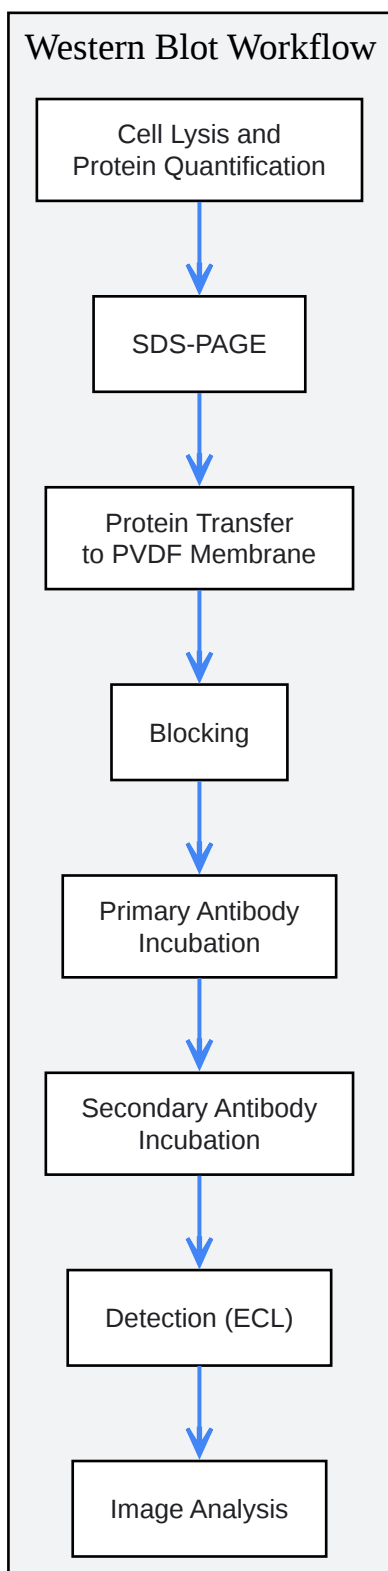 Western Blot Workflow
Cell Lysis and
Protein Quantification
SDS-PAGE
Protein Transfer
to PVDF Membrane
Blocking
Primary Antibody
Incubation
Secondary Antibody
Incubation
Detection (ECL)
Image Analysis